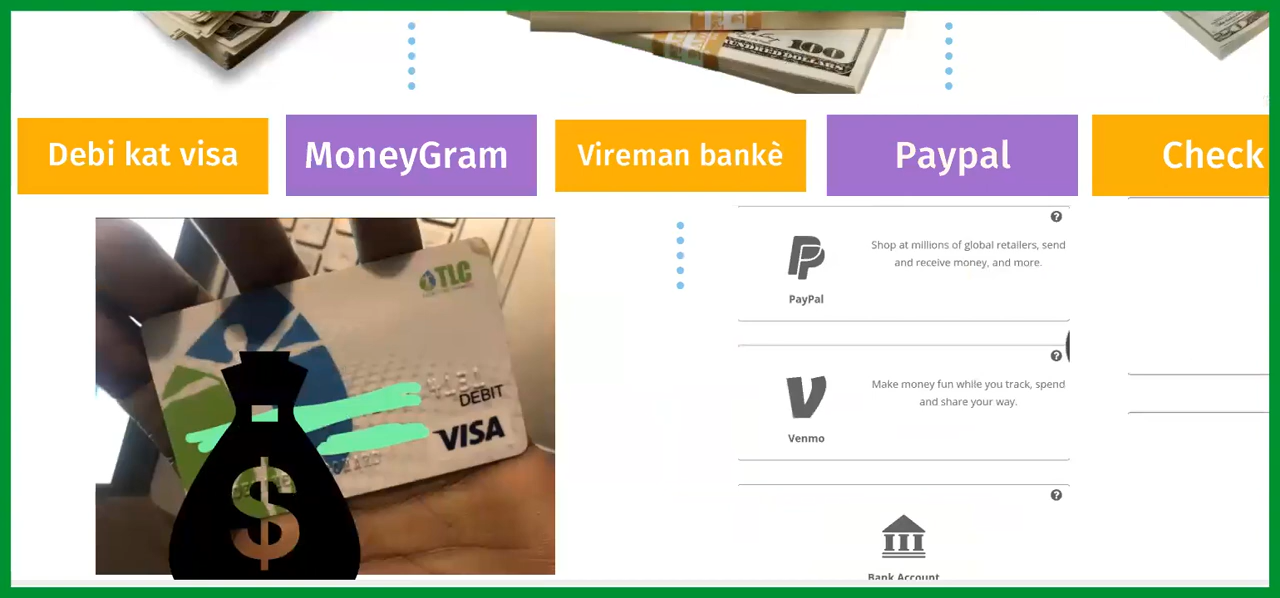 HUNDRED DOLLARS 100
Debi kat visa
MoneyGram
Vireman bankè
Paypal
Check
TLC
DEBIT
VISA
$
Shop at millions of global retailers, send
and receive money, and more.
PayPal
Make money fun while you track, spend
and share your way.
Venmo
Bank Account